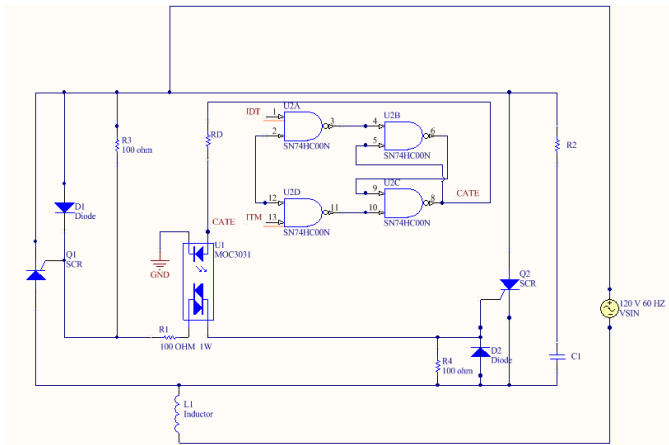 U2A
U2B
IDT
1
2
3
4
5
6
SN74HC00N
SN74HC00N
RD
R3
100 ohm
R2
U2D
U2C
12
ITM
13
11
9
10
8
CATE
SN74HC00N
SN74HC00N
D1
Diode
CATE
U1
MOC3031
GND
Q1
SCR
Q2
SCR
120 V 60 HZ
VSIN
R1
100 OHM 1W
R4
100 ohm
D2
Diode
C1
L1
Inductor